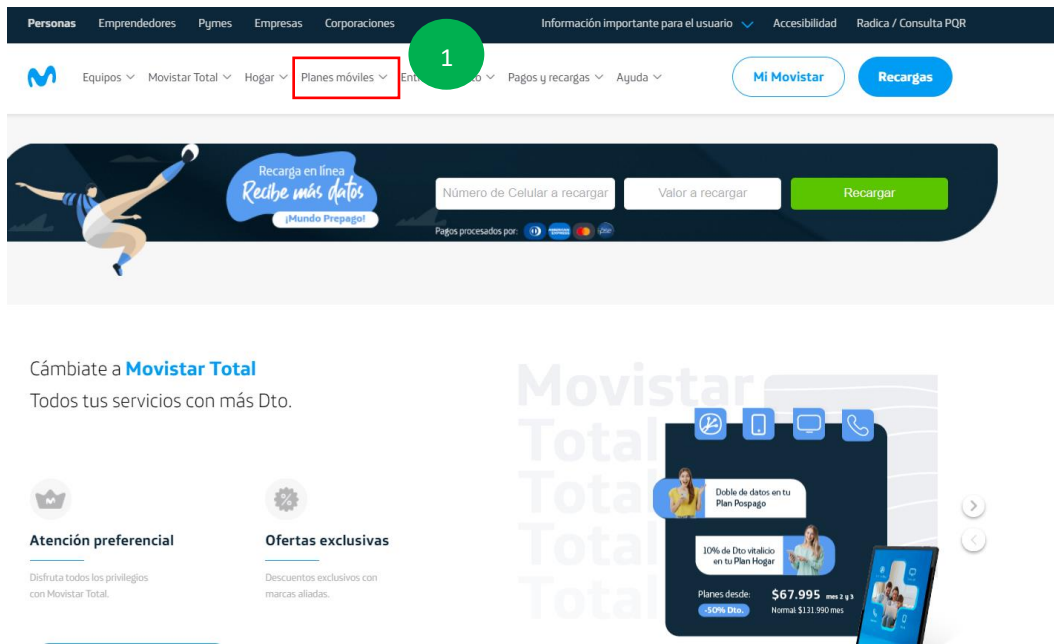 Personas Emprendedores Pymes Empresas Corporaciones Información importante para el usuario Accesibilidad Radica / Consulta PQR
1
Equipos Movistar Total Hogar Planes móviles Pagos y recargas Ayuda Mi Movistar Recargas
Recarga en línea
Recibe más datos
¡Mundo Prepago!
Número de Celular a recargar Valor a recargar Recargar
Pagos procesados por:
Cámbiate a Movistar Total
Todos tus servicios con más Dto.
Movistar
Total
Total
Total
Total
Doble de datos en tu
Plan Pospago
10% de Dto vitalicio
en tu Plan Hogar
Planes desde: $67.995 mes 2 y 3
-50% Dto. Normal: $131.990 mes
Atención preferencial
Disfruta todos los privilegios
con Movistar Total.
Ofertas exclusivas
Descuentos exclusivos con
marcas aliadas.